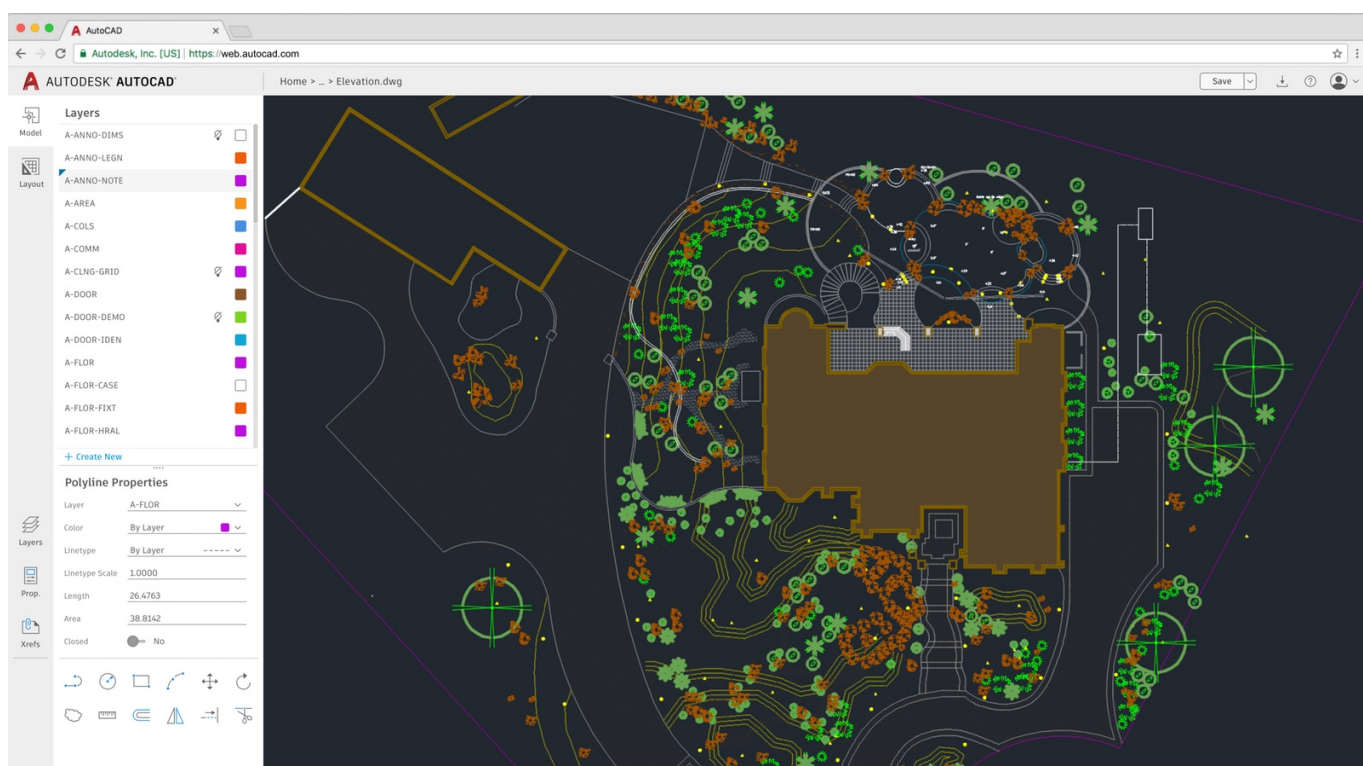 AutoCAD
Autodesk, Inc. [US] | https://web.autocad.com
AUTODESK® AUTOCAD®
Home > ... > Elevation.dwg
Save
Model
Layout
Layers
A-ANNO-DIMS
A-ANNO-LEGN
A-ANNO-NOTE
A-AREA
A-COLS
A-COMM
A-CLNG-GRID
A-DOOR
A-DOOR-DEMO
A-DOOR-IDEN
A-FLOR
A-FLOR-CASE
A-FLOR-FIXT
A-FLOR-HRAL
+ Create New
Polyline Properties
Layer A-FLOR
Color By Layer
Linetype By Layer
Linetype Scale 1.0000
Length 26.4763
Area 38.8142
Closed No
Layers
Prop.
Xrefs